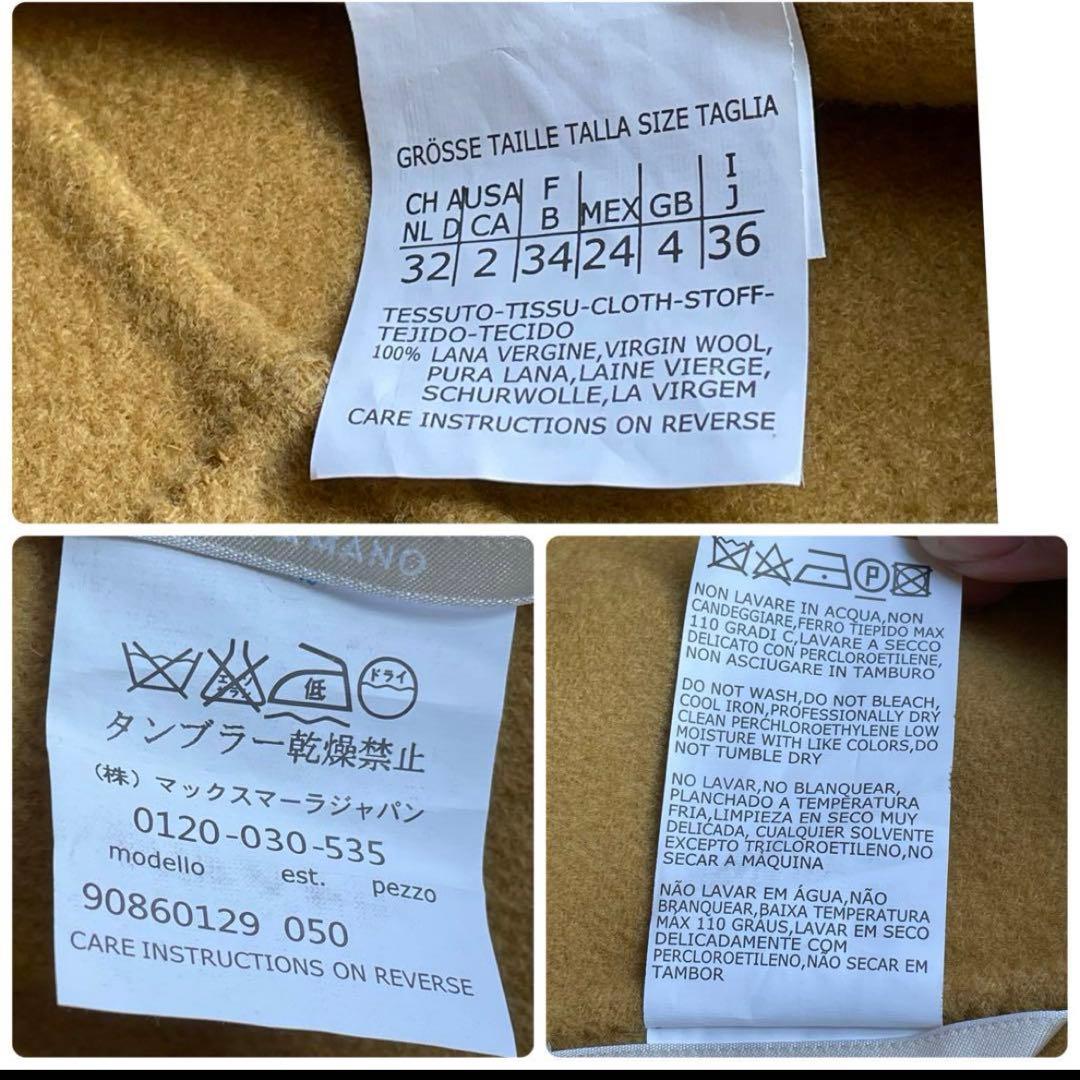 GRÖSSE TAILLE TALLA SIZE TAGLIA
CH A USA F MEX GB I
NL D CA B J
32 2 34 24 4 36
TESSUTO-TISSU-CLOTH-STOFF-
TEJIDO-TECIDO
100% LANA VERGINE,VIRGIN WOOL,
PURA LANA,LAINE VIERGE,
SCHURWOLLE,LA VIRGEM
CARE INSTRUCTIONS ON REVERSE
AMANO
エンソ
サラシ
低
ドライ
タンブラー乾燥禁止
(株)マックスマーラジャパン
0120-030-535
modello est. pezzo
90860129 050
CARE INSTRUCTIONS ON REVERSE
P
NON LAVARE IN ACQUA,NON
CANDEGGIARE,FERRO TIEPIDO MAX
110 GRADI C,LAVARE A SECCO
DELICATO CON PERCLOROETILENE,
NON ASCIUGARE IN TAMBURO
DO NOT WASH,DO NOT BLEACH,
COOL IRON,PROFESSIONALLY DRY
CLEAN PERCHLOROETHYLENE LOW
MOISTURE WITH LIKE COLORS,DO
NOT TUMBLE DRY
NO LAVAR,NO BLANQUEAR,
PLANCHADO A TEMPERATURA
FRIA,LIMPIEZA EN SECO MUY
DELICADA, CUALQUIER SOLVENTE
EXCEPTO TRICLOROETILENO,NO
SECAR A MAQUINA
NÃO LAVAR EM ÁGUA,NÃO
BRANQUEAR,BAIXA TEMPERATURA
MAX 110 GRAUS,LAVAR EM SECO
DELICADAMENTE COM
PERCLOROETILENO,NÃO SECAR EM
TAMBOR